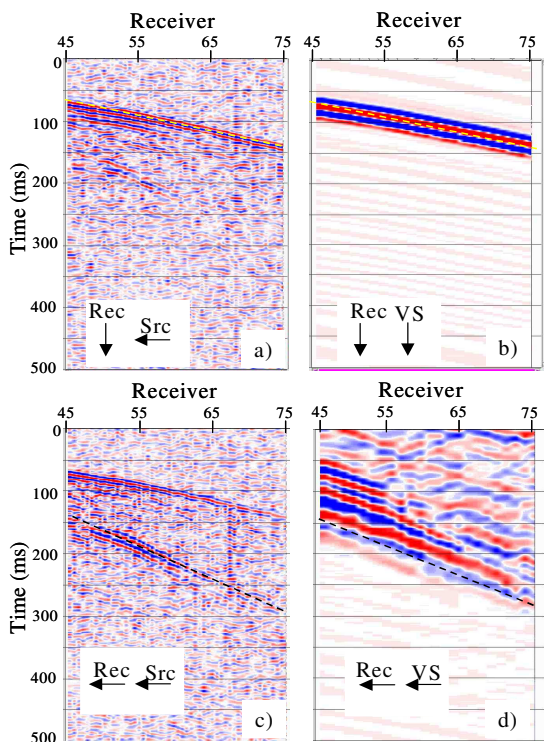 Receiver
Receiver
45 55 65 75
45 55 65 75
0
100
200
300
400
500
Time (ms)
Rec
Src
a)
Rec VS
b)
Receiver
Receiver
45 55 65 75
45 55 65 75
0
100
200
300
400
500
Time (ms)
Rec Src
c)
Rec VS
d)